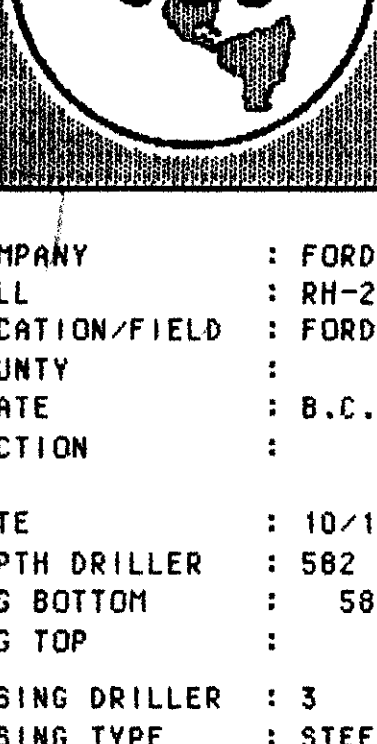 MPANY : FORD
LL : RH-2
CATION/FIELD : FORD
UNTY :
ATE : B.C.
CTION :
TE : 10/1
PTH DRILLER : 582
G BOTTOM : 58
G TOP :
SING DRILLER : 3
SING TYPE : STEE